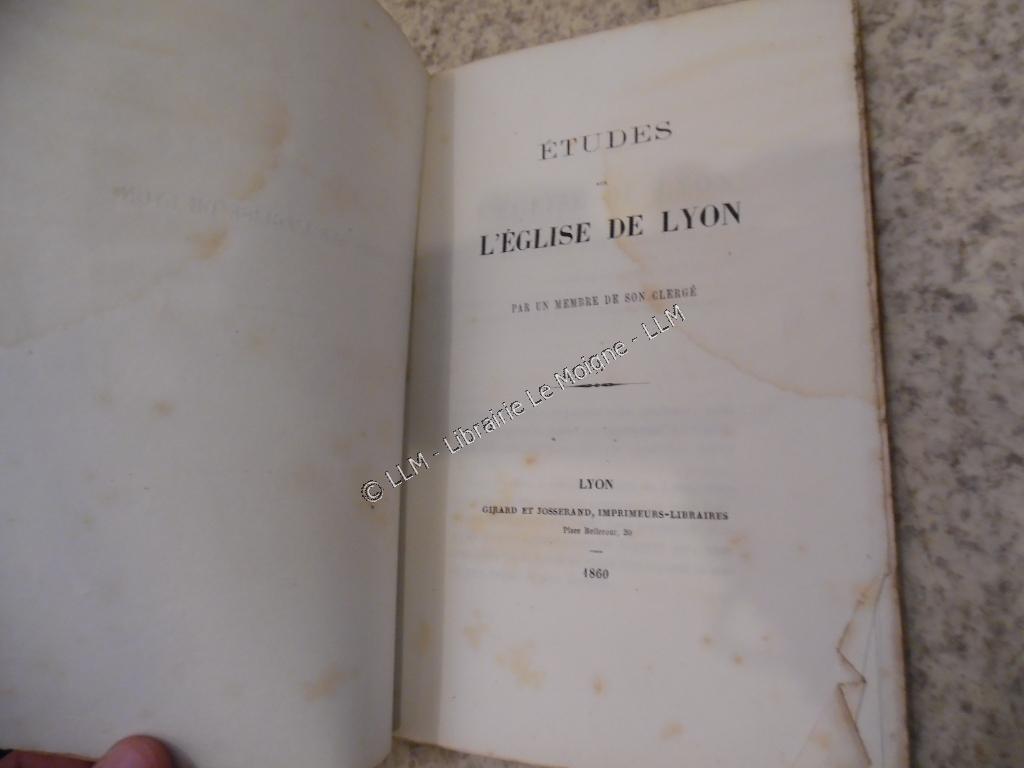 ÉTUDES
SUR
L'ÉGLISE DE LYON
PAR UN MEMBRE DE SON CLERGÉ
© LLM - Librairie Le Moigne - LLM
LYON
GIRARD ET JOSSERAND, IMPRIMEURS-LIBRAIRES
Place Bellecour, 30
1860